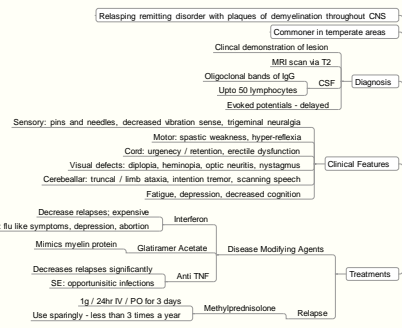 Relasping remitting disorder with plaques of demyelination throughout CNS
Commoner in temperate areas
Clincal demonstration of lesion
MRI scan via T2
Oligoclonal bands of IgG
Upto 50 lymphocytes
CSF
Evoked potentials - delayed
Diagnosis
Sensory: pins and needles, decreased vibration sense, trigeminal neuralgia
Motor: spastic weakness, hyper-reflexia
Cord: urgenecy / retention, erectile dysfunction
Visual defects: diplopia, heminopia, optic neuritis, nystagmus
Cerebeallar: truncal / limb ataxia, intention tremor, scanning speech
Fatigue, depression, decreased cognition
Clinical Features
Decrease relapses; expensive
: flu like symptoms, depression, abortion
Interferon
Mimics myelin protein
Glatiramer Acetate
Decreases relapses significantly
SE: opportunisitic infections
Anti TNF
Disease Modifying Agents
1g / 24hr IV / PO for 3 days
Use sparingly - less than 3 times a year
Methylprednisolone
Relapse
Treatments